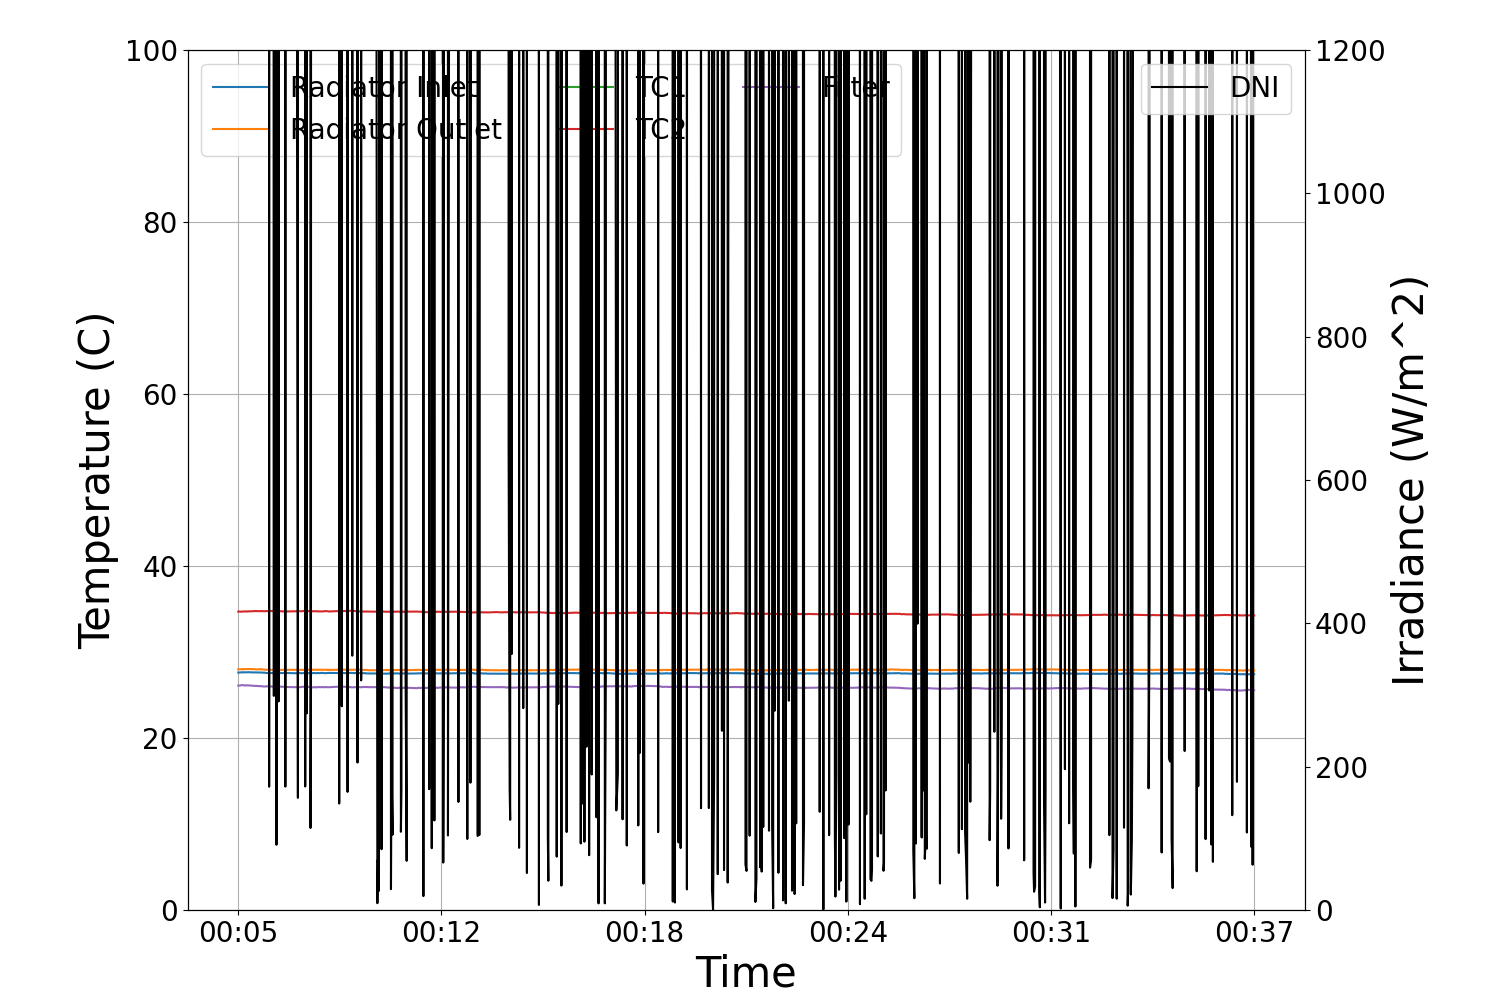 100
80
60
40
20
0
Temperature (C)
Radiator Inlet
Radiator Outlet
TC1
TC2
Filter
DNI
1200
1000
800
600
400
200
0
Irradiance (W/m^2)
00:05 00:12 00:18 00:24 00:31 00:37
Time